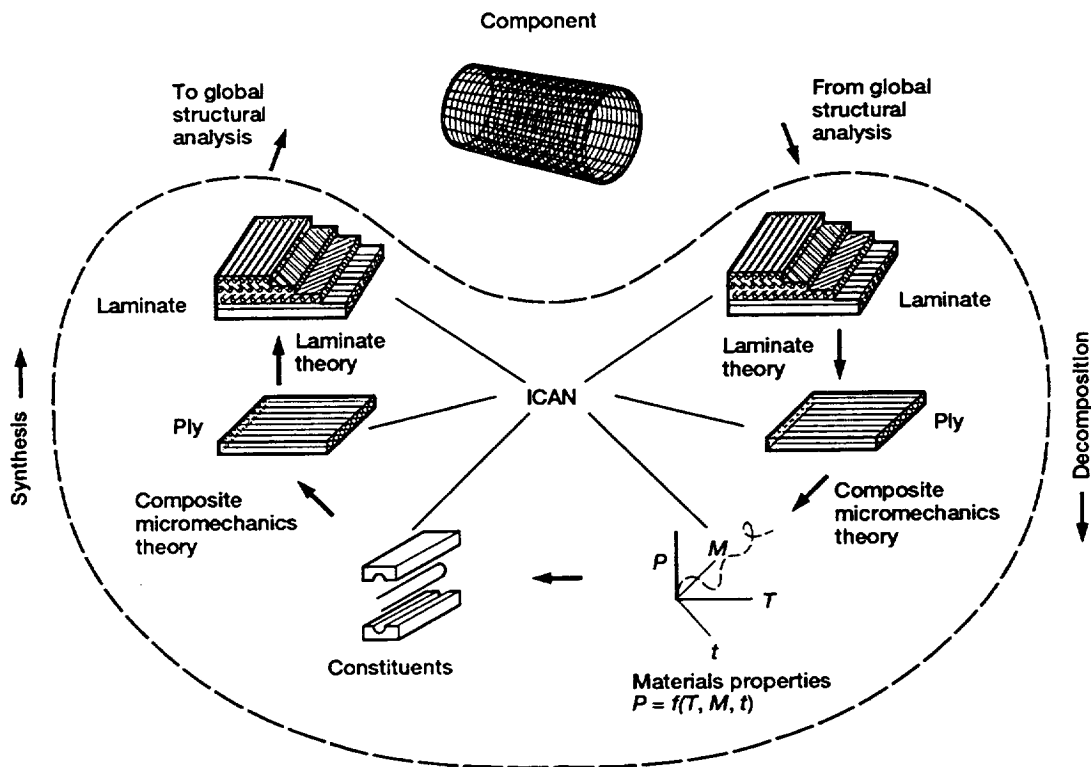 Component
To global
structural
analysis
From global
structural
analysis
Laminate
Laminate
Laminate
theory
Laminate
theory
ICAN
Ply
Ply
Synthesis
Decomposition
Composite
micromechanics
theory
Composite
micromechanics
theory
P
M
T
t
Constituents
Materials properties
P = f(T, M, t)